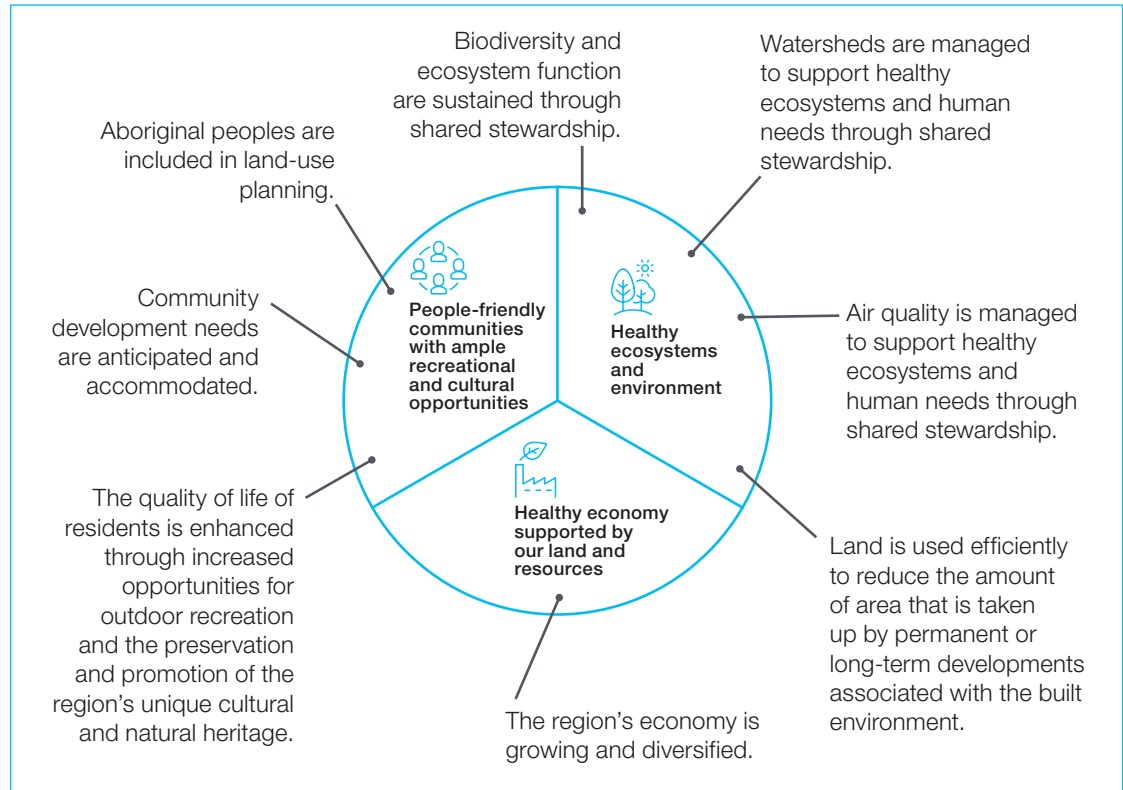 Biodiversity and
ecosystem function
are sustained through
shared stewardship.
Watersheds are managed
to support healthy
ecosystems and human
needs through shared
stewardship.
Aboriginal peoples are
included in land-use
planning.
Community
development needs
are anticipated and
accommodated.
People-friendly
communities
with ample
recreational
and cultural
opportunities
Healthy
ecosystems
and
environment
Air quality is managed
to support healthy
ecosystems and
human needs through
shared stewardship.
The quality of life of
residents is enhanced
through increased
opportunities for
outdoor recreation
and the preservation
and promotion of the
region's unique cultural
and natural heritage.
Healthy economy
supported by
our land and
resources
Land is used efficiently
to reduce the amount
of area that is taken
up by permanent or
long-term developments
associated with the built
environment.
The region's economy is
growing and diversified.